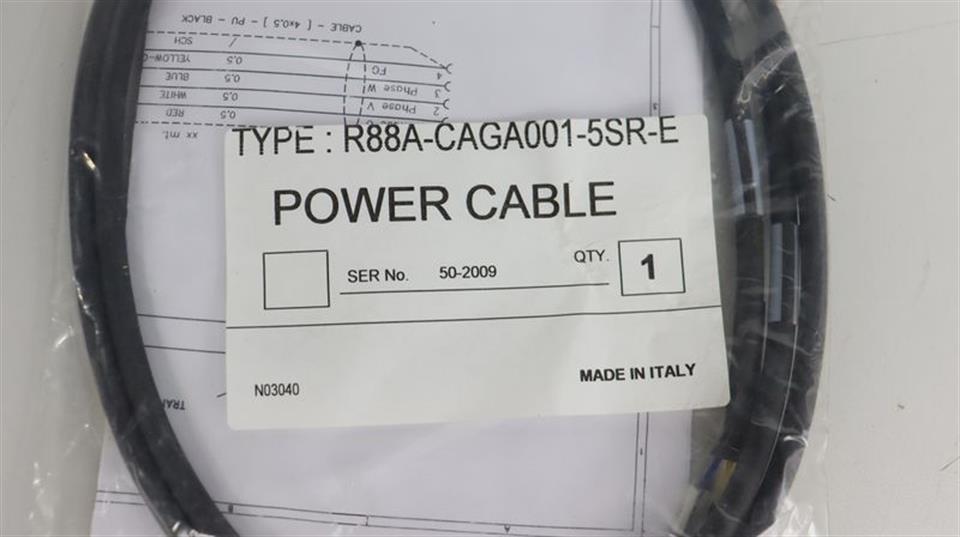 CABLE - ( 4x0,5 ) - PU - BLACK
SCH /
YELLOW-G 0,5 FG 4
BLUE 0,5 Phase W 3
WHITE 0,5 Phase V 2
RED 0,5
xx mt.
TYPE : R88A-CAGA001-5SR-E
POWER CABLE
SER No. 50-2009 QTY. 1
N03040 MADE IN ITALY